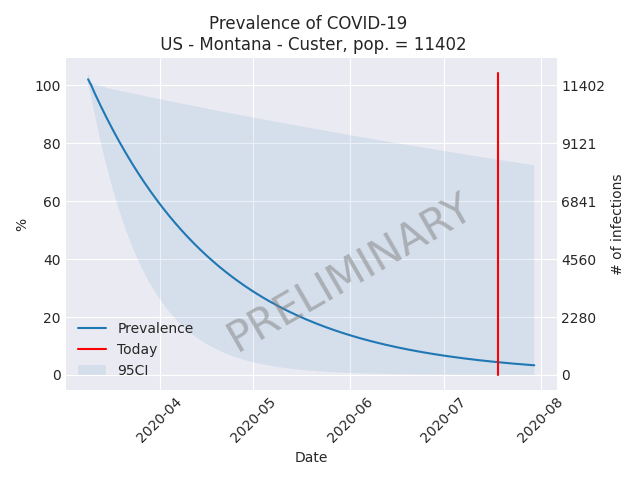 Prevalence of COVID-19
US - Montana - Custer, pop. = 11402
100
80
60
40
20
0
%
11402
9121
6841
4560
2280
0
# of infections
PRELIMINARY
Prevalence
Today
95CI
2020-04
2020-05
2020-06
2020-07
2020-08
Date